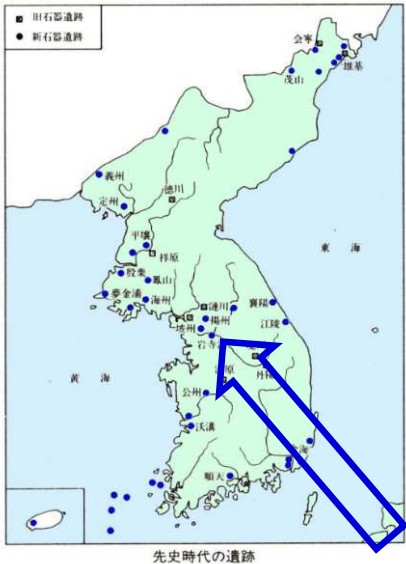 旧石器遺跡
新石器遺跡
会寧
雄基
茂山
義州
定州
徳川
平壌
祥原
殷栗
鳳山
夢金浦
海州
漣川
襄陽
楊州
江陵
坡州
岩寺
公州
沃溝
順天
東海
黄海
先史時代の遺跡